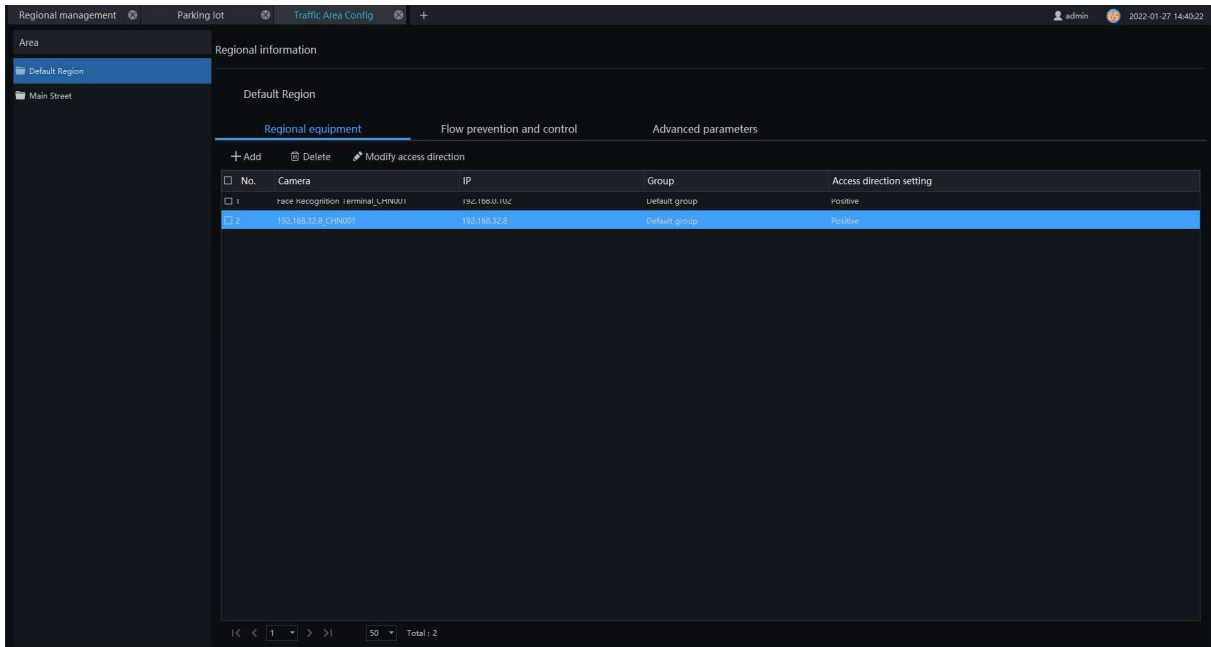 Regional management Parking lot Traffic Area Config + admin 65 2022-01-27 14:40:22
Area
Default Region
Main Street
Regional information
Default Region
Regional equipment Flow prevention and control Advanced parameters
+ Add Delete Modify access direction
No. Camera IP Group Access direction setting
1 Face Recognition Terminal_CHN001 192.168.0.102 Default group Positive
2 192.168.32.8_CHN001 192.168.32.8 Default group Positive
1 50 Total : 2